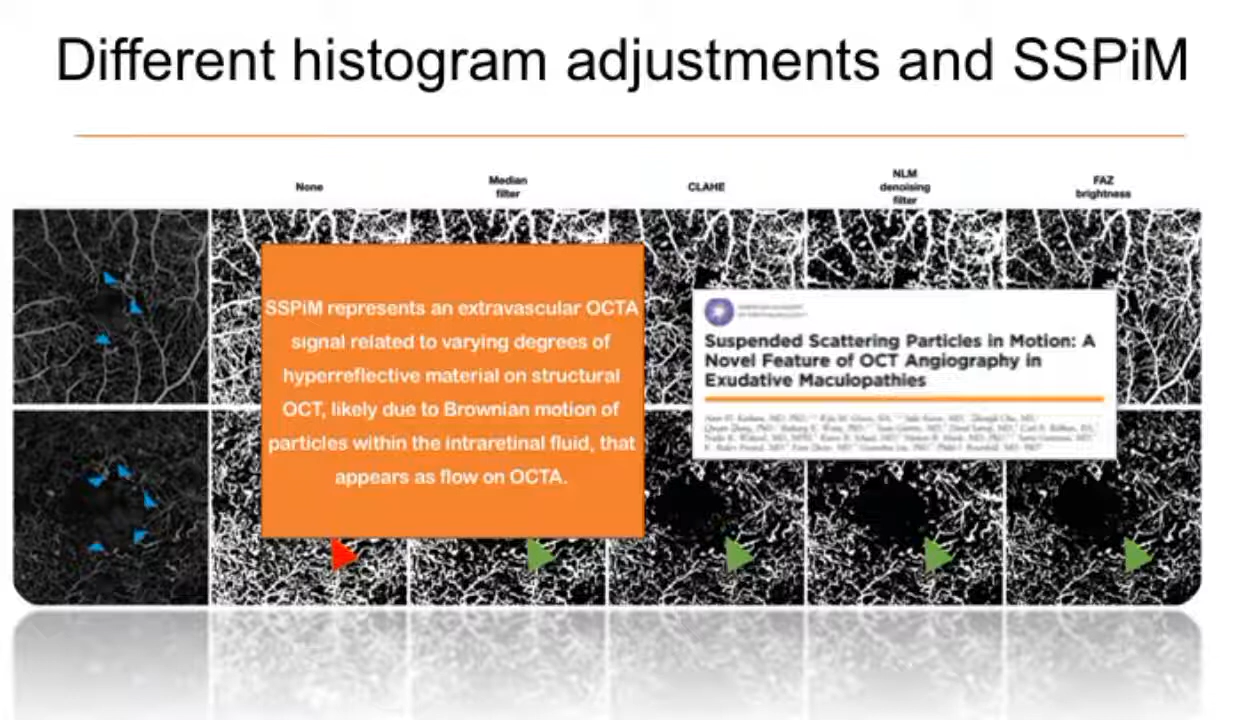 Different histogram adjustments and SSPiM
None
Median
filter
CLAHE
NLM
denoising
filter
FAZ
brightness
SSPiM represents an extravascular OCTA
signal related to varying degrees of
hyperreflective material on structural
OCT, likely due to Brownian motion of
particles within the intraretinal fluid, that
appears as flow on OCTA.
Suspended Scattering Particles in Motion: A
Novel Feature of OCT Angiography in
Exudative Maculopathies